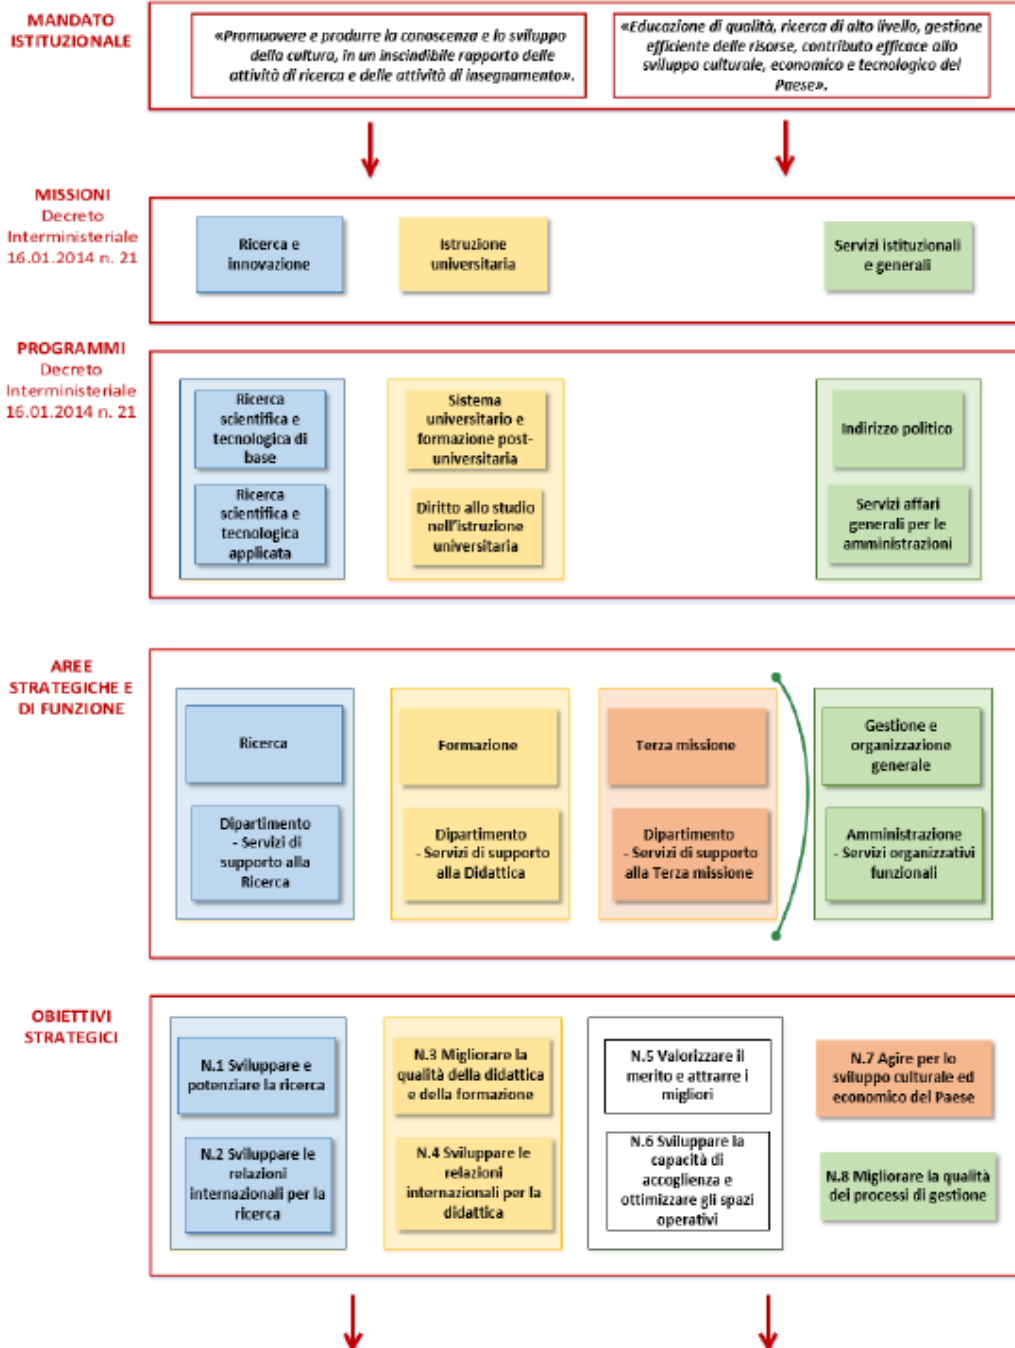 MANDATO
ISTITUZIONALE
«Promuovere e produrre la conoscenza e lo sviluppo
della cultura, in un inscindibile rapporto delle
attività di ricerca e delle attività di insegnamento».
«Educazione di qualità, ricerca di alto livello, gestione
efficiente delle risorse, contributo efficace allo
sviluppo culturale, economico e tecnologico del
Paese».
MISSIONI
Decreto
Interministeriale
16.01.2014 n. 21
Ricerca e
innovazione
Istruzione
universitaria
Servizi istituzionali
e generali
PROGRAMMI
Decreto
Interministeriale
16.01.2014 n. 21
Ricerca
scientifica e
tecnologica di
base
Sistema
universitario e
formazione post-
universitaria
Indirizzo politico
Ricerca
scientifica e
tecnologica
applicata
Diritto allo studio
nell'istruzione
universitaria
Servizi affari
generali per le
amministrazioni
AREE
STRATEGICHE E
DI FUNZIONE
Ricerca
Formazione
Terza missione
Gestione e
organizzazione
generale
Dipartimento
- Servizi di
supporto alla
Ricerca
Dipartimento
- Servizi di supporto
alla Didattica
Dipartimento
- Servizi di supporto
alla Terza missione
Amministrazione
- Servizi organizzativi
funzionali
OBIETTIVI
STRATEGICI
N.1 Sviluppare e
potenziare la ricerca
N.3 Migliorare la
qualità della didattica
e della formazione
N.5 Valorizzare il
merito e attrarre i
migliori
N.7 Agire per lo
sviluppo culturale ed
economico del Paese
N.2 Sviluppare le
relazioni
internazionali per la
ricerca
N.4 Sviluppare le
relazioni
internazionali per la
didattica
N.6 Sviluppare la
capacità di
accoglienza e
ottimizzare gli spazi
operativi
N.8 Migliorare la qualità
dei processi di gestione